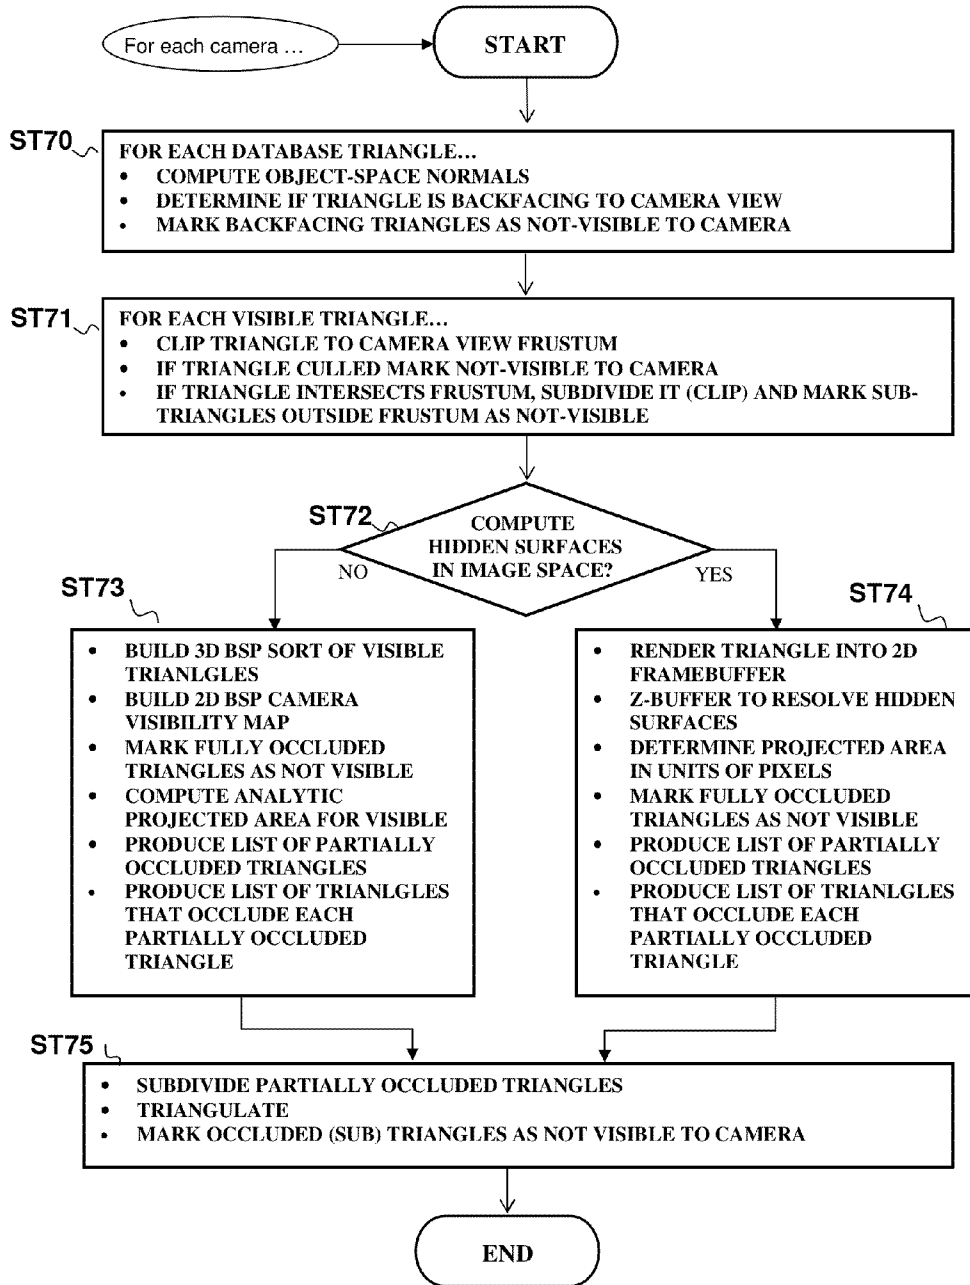 For each camera …
START
ST70
FOR EACH DATABASE TRIANGLE…
• COMPUTE OBJECT-SPACE NORMALS
• DETERMINE IF TRIANGLE IS BACKFACING TO CAMERA VIEW
• MARK BACKFACING TRIANGLES AS NOT-VISIBLE TO CAMERA
ST71
FOR EACH VISIBLE TRIANGLE…
• CLIP TRIANGLE TO CAMERA VIEW FRUSTUM
• IF TRIANGLE CULLED MARK NOT-VISIBLE TO CAMERA
• IF TRIANGLE INTERSECTS FRUSTUM, SUBDIVIDE IT (CLIP) AND MARK SUB-
TRIANGLES OUTSIDE FRUSTUM AS NOT-VISIBLE
ST72
COMPUTE
HIDDEN SURFACES
IN IMAGE SPACE?
NO
YES
ST73
• BUILD 3D BSP SORT OF VISIBLE
TRIANLGLES
• BUILD 2D BSP CAMERA
VISIBILITY MAP
• MARK FULLY OCCLUDED
TRIANGLES AS NOT VISIBLE
• COMPUTE ANALYTIC
PROJECTED AREA FOR VISIBLE
• PRODUCE LIST OF PARTIALLY
OCCLUDED TRIANGLES
• PRODUCE LIST OF TRIANLGLES
THAT OCCLUDE EACH
PARTIALLY OCCLUDED
TRIANGLE
ST74
• RENDER TRIANGLE INTO 2D
FRAMEBUFFER
• Z-BUFFER TO RESOLVE HIDDEN
SURFACES
• DETERMINE PROJECTED AREA
IN UNITS OF PIXELS
• MARK FULLY OCCLUDED
TRIANGLES AS NOT VISIBLE
• PRODUCE LIST OF PARTIALLY
OCCLUDED TRIANGLES
• PRODUCE LIST OF TRIANLGLES
THAT OCCLUDE EACH
PARTIALLY OCCLUDED
TRIANGLE
ST75
• SUBDIVIDE PARTIALLY OCCLUDED TRIANGLES
• TRIANGULATE
• MARK OCCLUDED (SUB) TRIANGLES AS NOT VISIBLE TO CAMERA
END